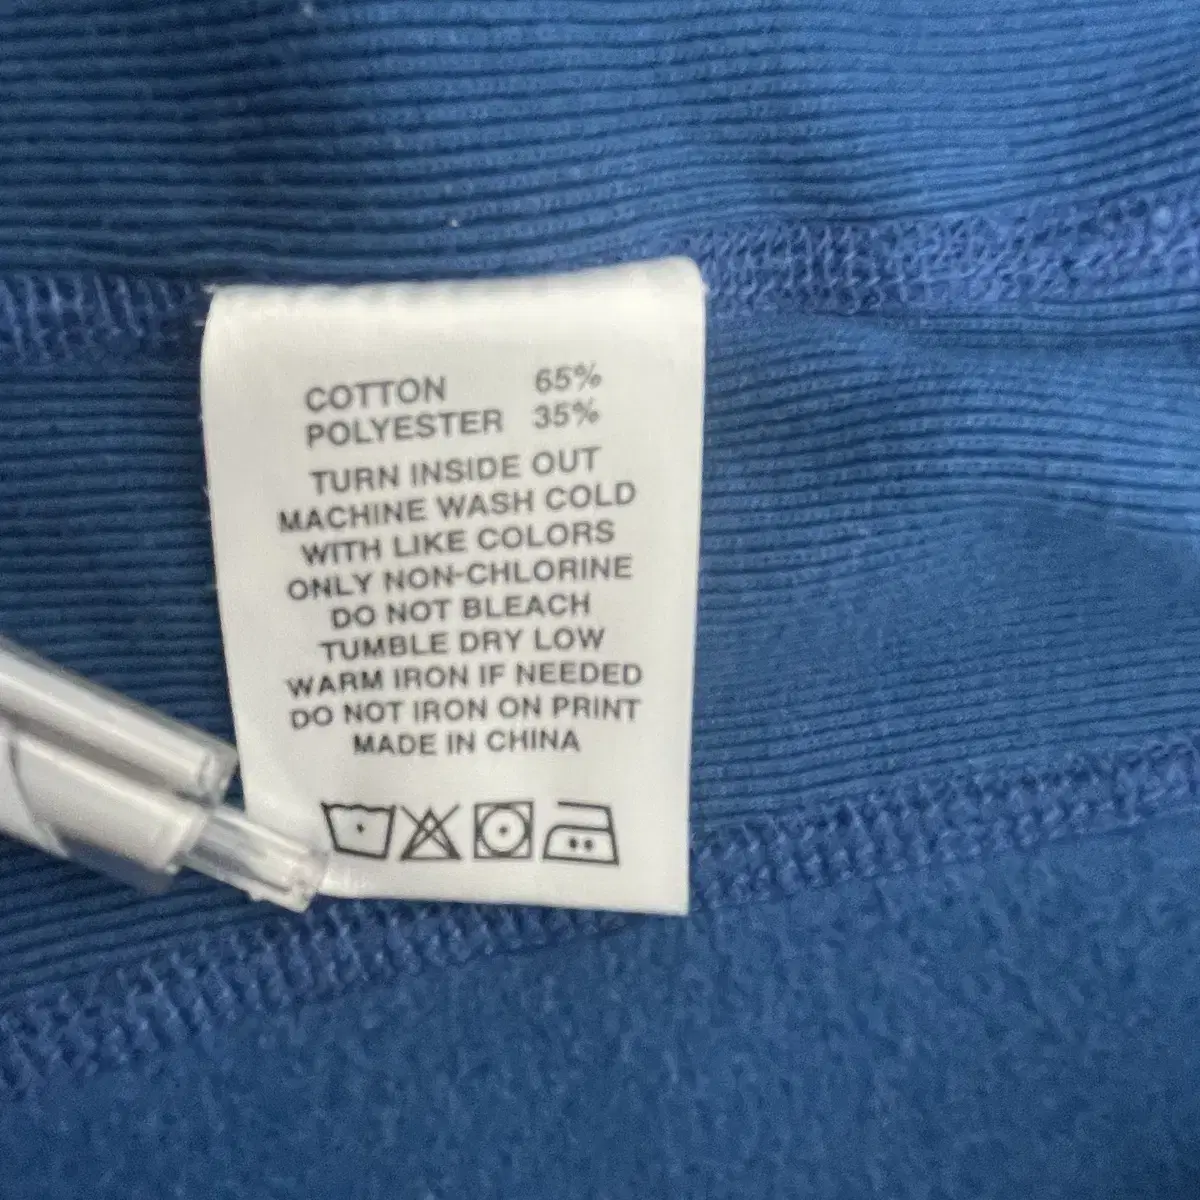 COTTON 65%
POLYESTER 35%
TURN INSIDE OUT
MACHINE WASH COLD
WITH LIKE COLORS
ONLY NON-CHLORINE
DO NOT BLEACH
TUMBLE DRY LOW
WARM IRON IF NEEDED
DO NOT IRON ON PRINT
MADE IN CHINA